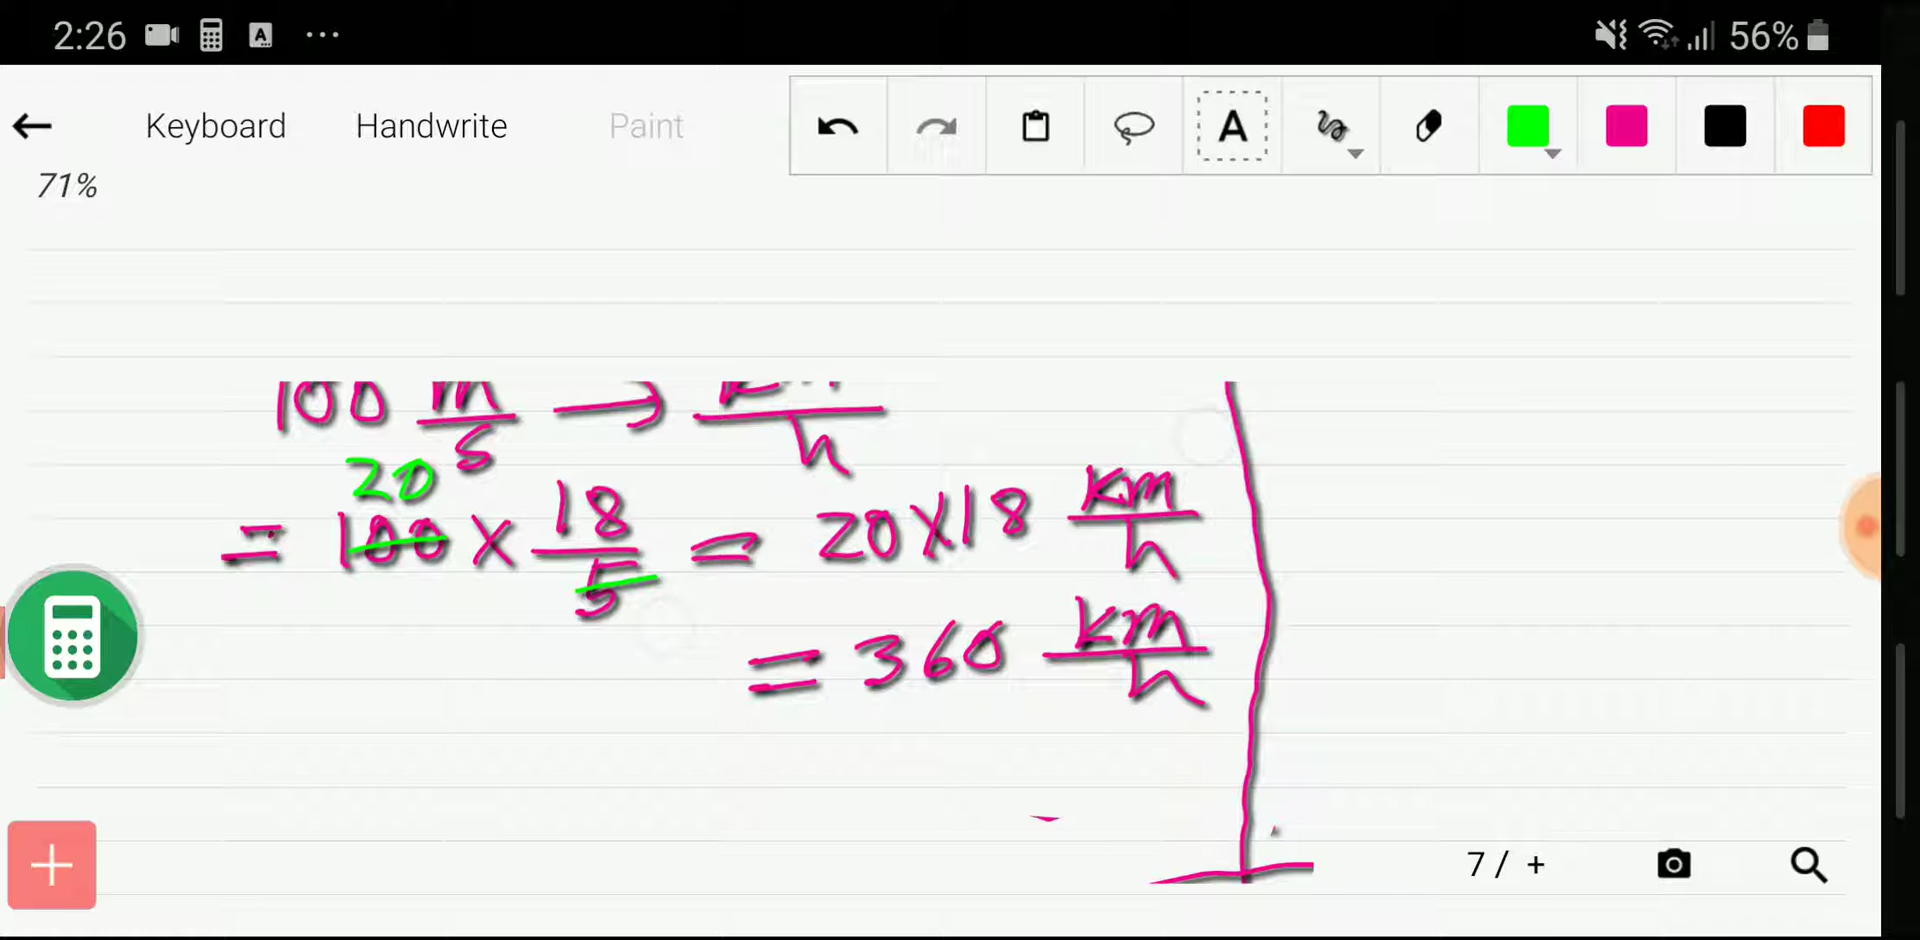 2:26 A... ... 56%
Keyboard Handwrite Paint A
71%
100 m/s → km/h
20
= 100 × 18/5 = 20×18 km/h
= 360 km/h
7 / +